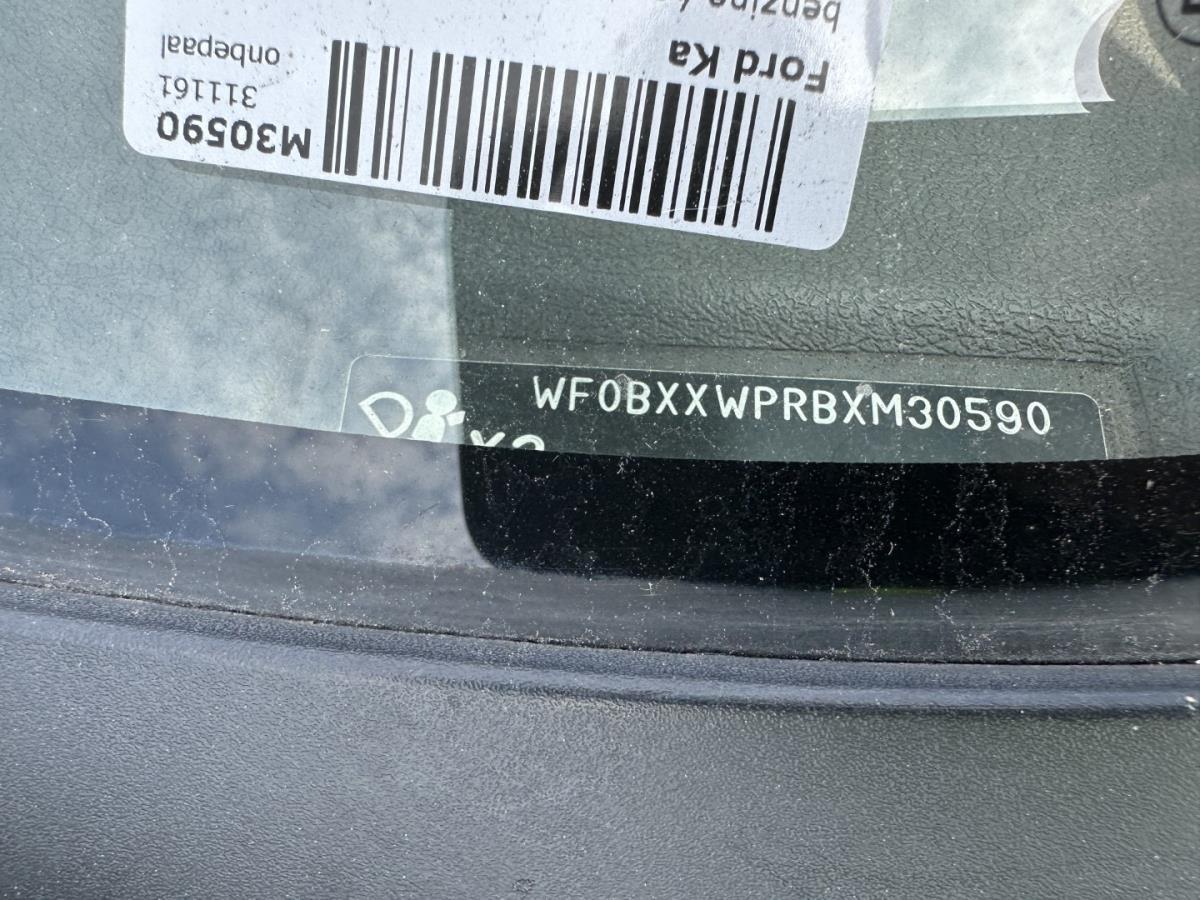 benzine
Ford Ka
onbepaal
311161
M30590
WF0BXXWPRBXM30590